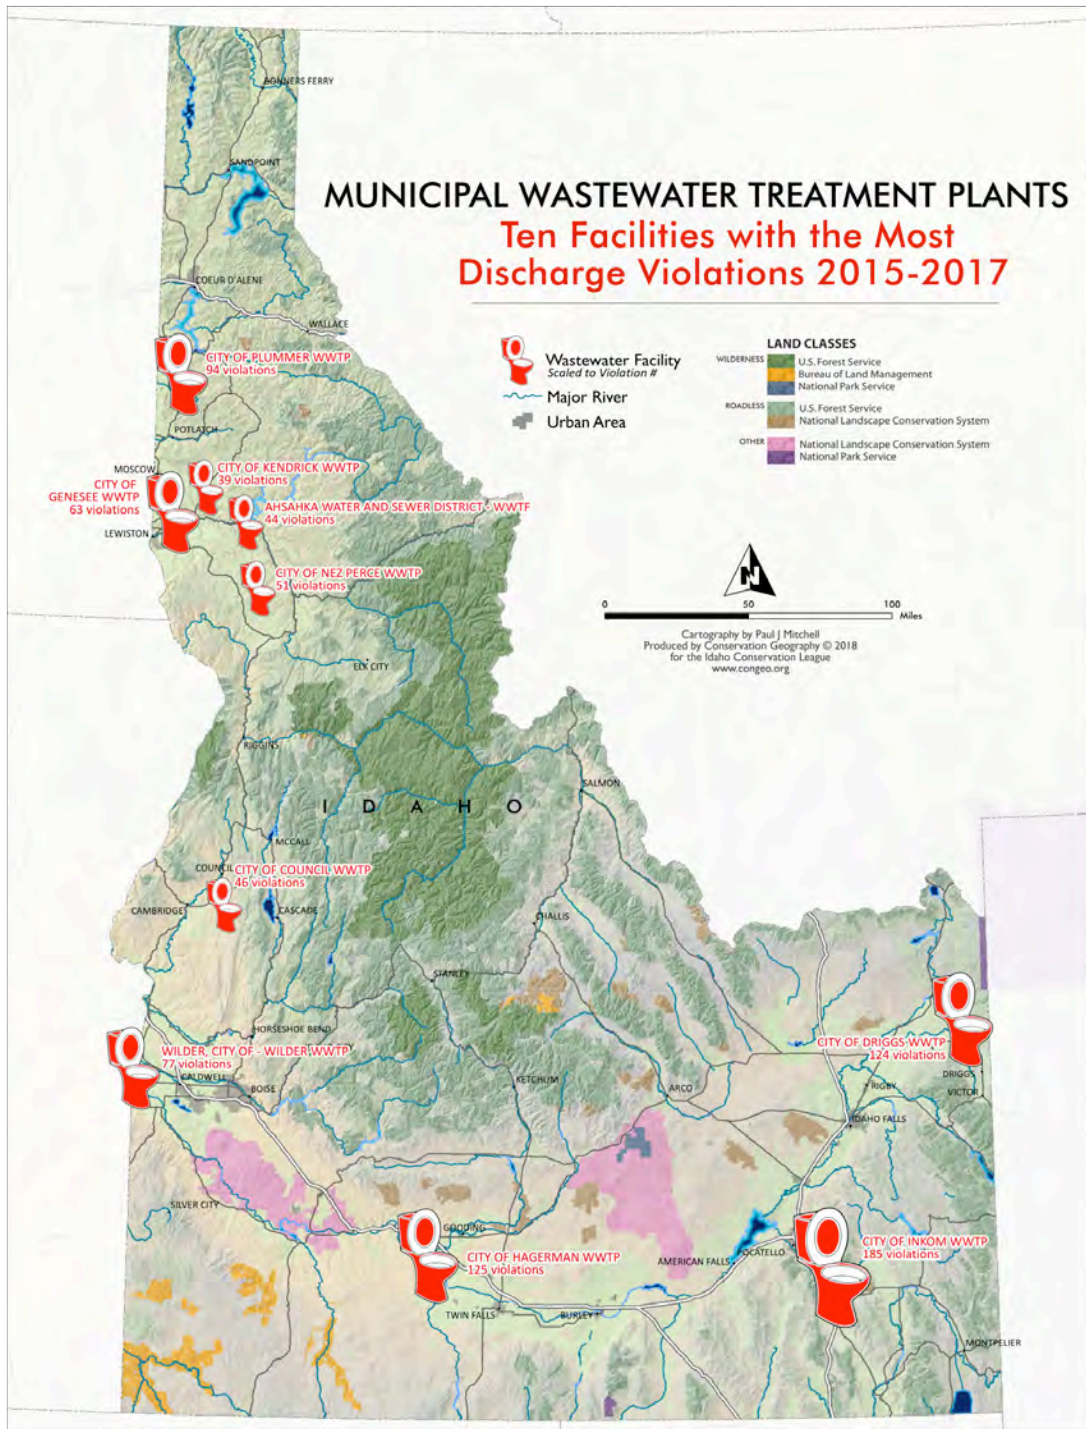 MUNICIPAL WASTEWATER TREATMENT PLANTS
Ten Facilities with the Most
Discharge Violations 2015-2017
Wastewater Facility
Scaled to Violation #
Major River
Urban Area
LAND CLASSES
WILDERNESS
U.S. Forest Service
Bureau of Land Management
National Park Service
ROADLESS
U.S. Forest Service
National Landscape Conservation System
OTHER
National Landscape Conservation System
National Park Service
N
0 50 100
Miles
Cartography by Paul J Mitchell
Produced by Conservation Geography © 2018
for the Idaho Conservation League
www.congeo.org
BONNERS FERRY
SANDPOINT
COEUR D'ALENE
WALLACE
CITY OF PLUMMER WWTP
94 violations
POTLATCH
MOSCOW
CITY OF KENDRICK WWTP
39 violations
CITY OF
GENESEE WWTP
63 violations
AHSAHKA WATER AND SEWER DISTRICT - WWTF
44 violations
LEWISTON
CITY OF NEZ PERCE WWTP
51 violations
ELK CITY
RIGGINS
SALMON
IDAHO
MCCALL
COUNCIL
CITY OF COUNCIL WWTP
46 violations
CAMBRIDGE
CASCADE
CHALLIS
STANLEY
HORSESHOE BEND
WILDER, CITY OF - WILDER WWTP
77 violations
CITY OF DRIGGS WWTP
124 violations
CALDWELL
BOISE
KETCHUM
ARCO
RIGBY
DRIGGS
VICTOR
IDAHO FALLS
SILVER CITY
GOODING
CITY OF HAGERMAN WWTP
125 violations
AMERICAN FALLS
OCATELLO
CITY OF INKOM WWTP
185 violations
TWIN FALLS
BURLEY
MONTPELIER